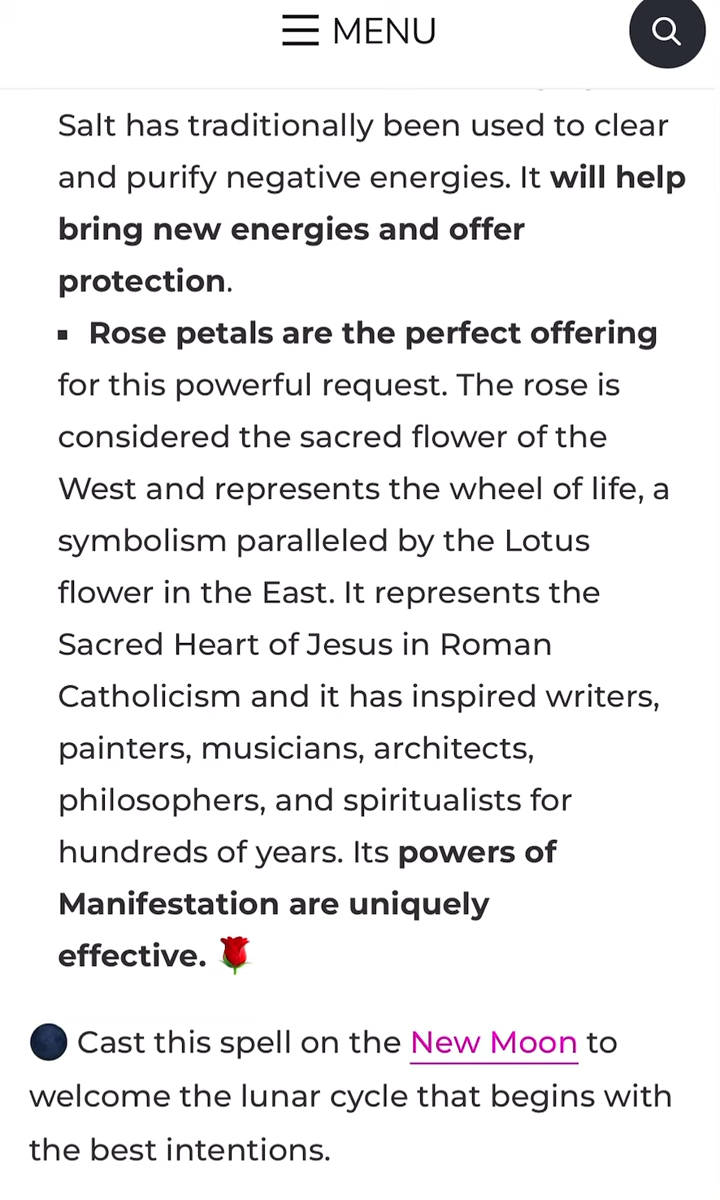 MENU
Salt has traditionally been used to clear
and purify negative energies. It will help
bring new energies and offer
protection.
▪ Rose petals are the perfect offering
for this powerful request. The rose is
considered the sacred flower of the
West and represents the wheel of life, a
symbolism paralleled by the Lotus
flower in the East. It represents the
Sacred Heart of Jesus in Roman
Catholicism and it has inspired writers,
painters, musicians, architects,
philosophers, and spiritualists for
hundreds of years. Its powers of
Manifestation are uniquely
effective. 🌹
🌑 Cast this spell on the New Moon to
welcome the lunar cycle that begins with
the best intentions.